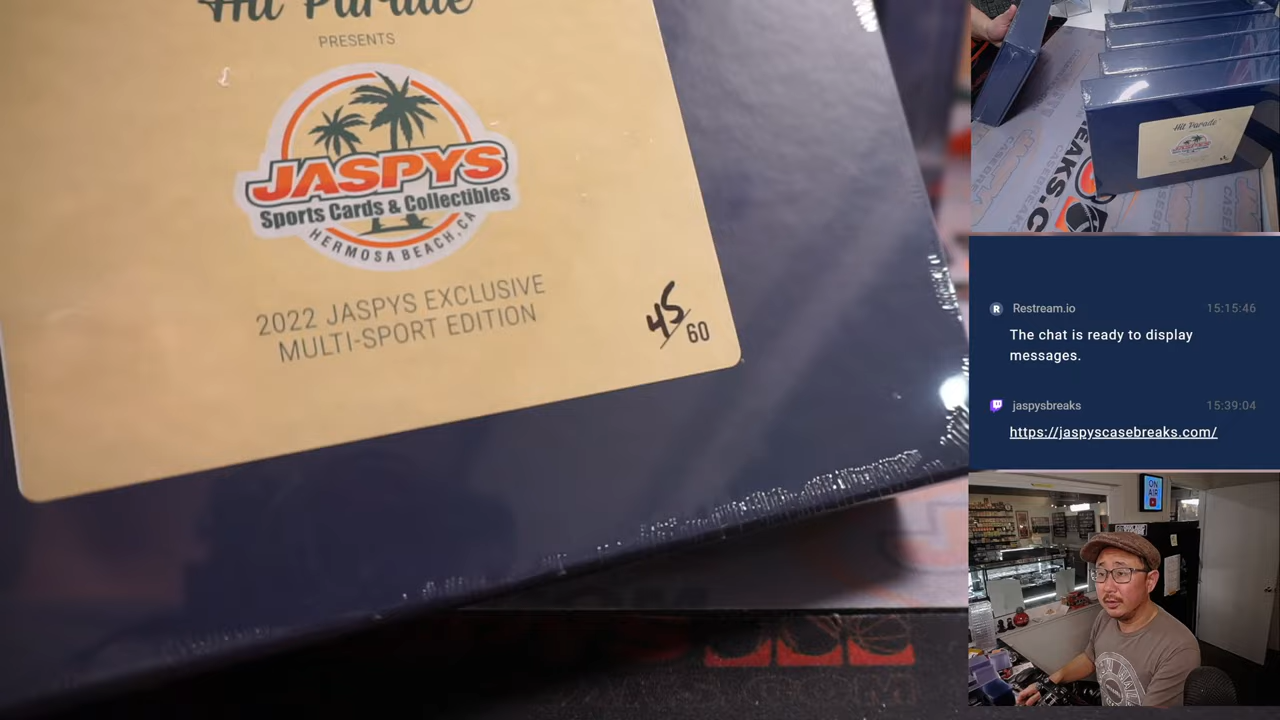 Hit Parade
PRESENTS
JASPYS
Sports Cards & Collectibles
HERMOSA BEACH, CA
2022 JASPYS EXCLUSIVE
MULTI-SPORT EDITION
45/60
Hit Parade
R Restream.io 15:15:46
The chat is ready to display
messages.
jaspysbreaks 15:39:04
https://jaspyscasebreaks.com/
ON
AIR